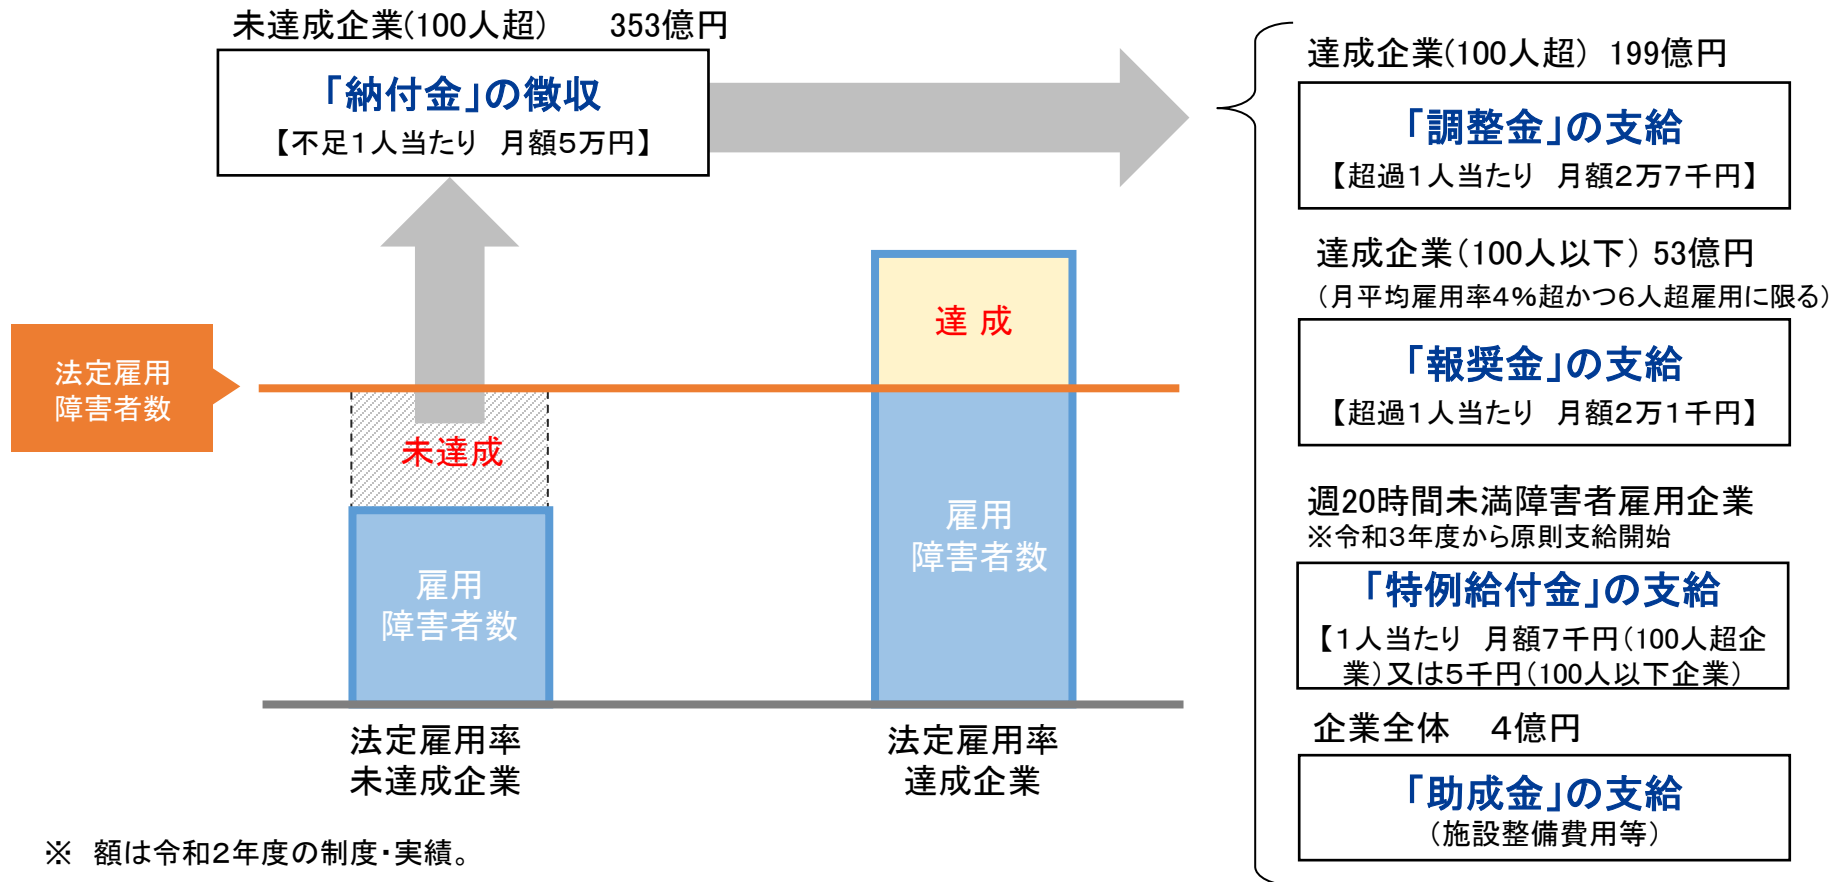 未達成企業(100人超)　353億円
「納付金」の徴収
【不足１人当たり　月額５万円】
法定雇用
障害者数
未達成
雇用
障害者数
達 成
雇用
障害者数
法定雇用率
未達成企業
法定雇用率
達成企業
※　額は令和２年度の制度・実績。
達成企業(100人超) 199億円
「調整金」の支給
【超過１人当たり　月額２万７千円】
達成企業（100人以下）53億円
（月平均雇用率４％超かつ６人超雇用に限る）
「報奨金」の支給
【超過１人当たり　月額２万１千円】
週20時間未満障害者雇用企業
※令和３年度から原則支給開始
「特例給付金」の支給
【１人当たり　月額７千円（100人超企
業）又は５千円（100人以下企業）
企業全体　４億円
「助成金」の支給
（施設整備費用等）